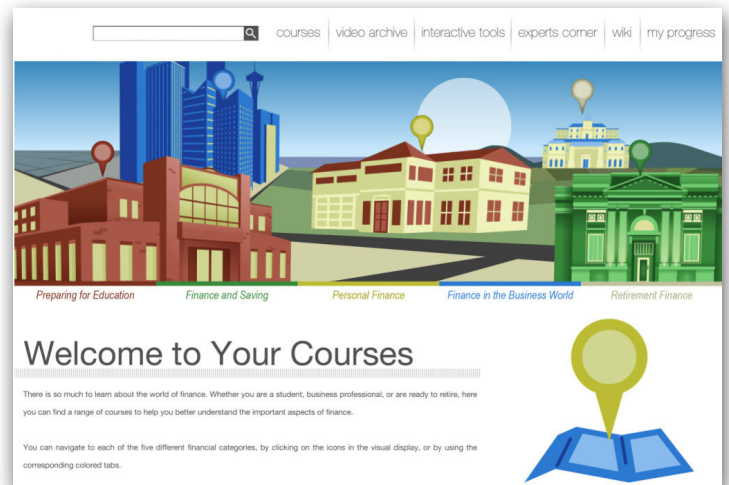 courses video archive interactive tools experts corner wiki my progress
Preparing for Education Finance and Saving Personal Finance Finance in the Business World Retirement Finance
Welcome to Your Courses
There is so much to learn about the world of finance. Whether you are a student, business professional, or are ready to retire, here
you can find a range of courses to help you better understand the important aspects of finance.
You can navigate to each of the five different financial categories, by clicking on the icons in the visual display, or by using the
corresponding colored tabs.